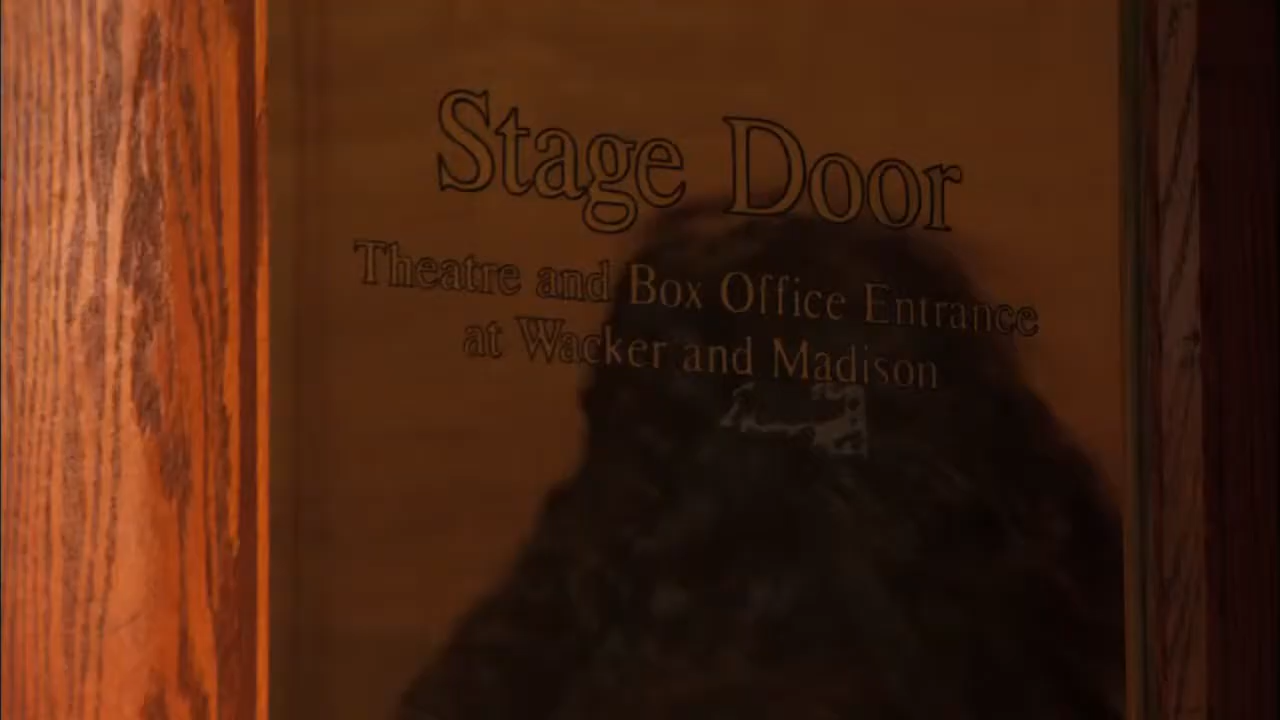 Stage Door
Theatre and Box Office Entrance
at Wacker and Madison